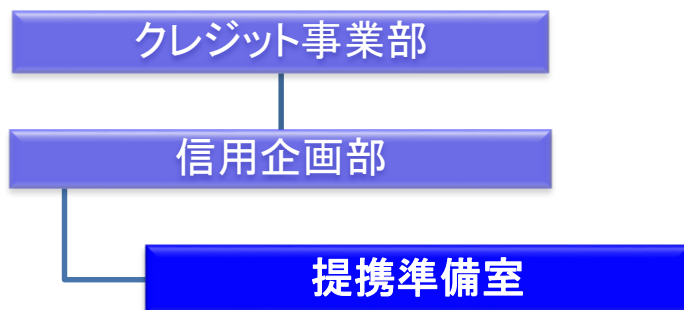 クレジット事業部
信用企画部
提携準備室